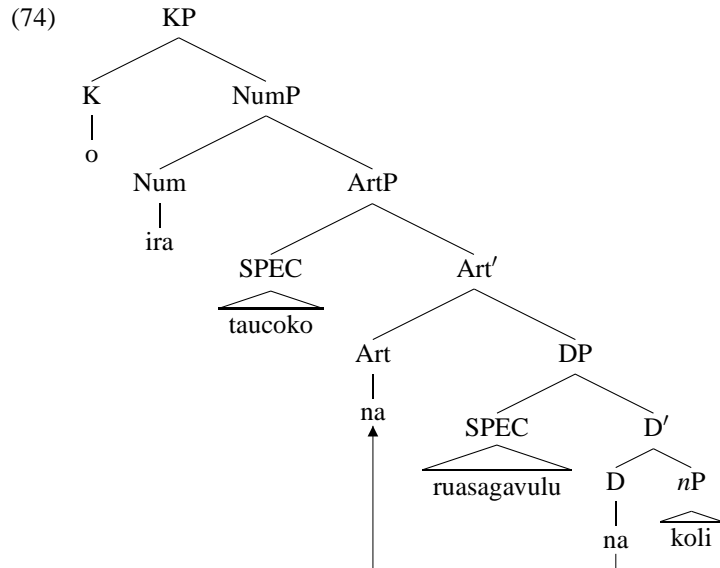 (74) KP
K NumP
o
Num ArtP
ira
SPEC Art′
taucoko
Art DP
na
SPEC D′
ruasagavulu
D nP
na koli